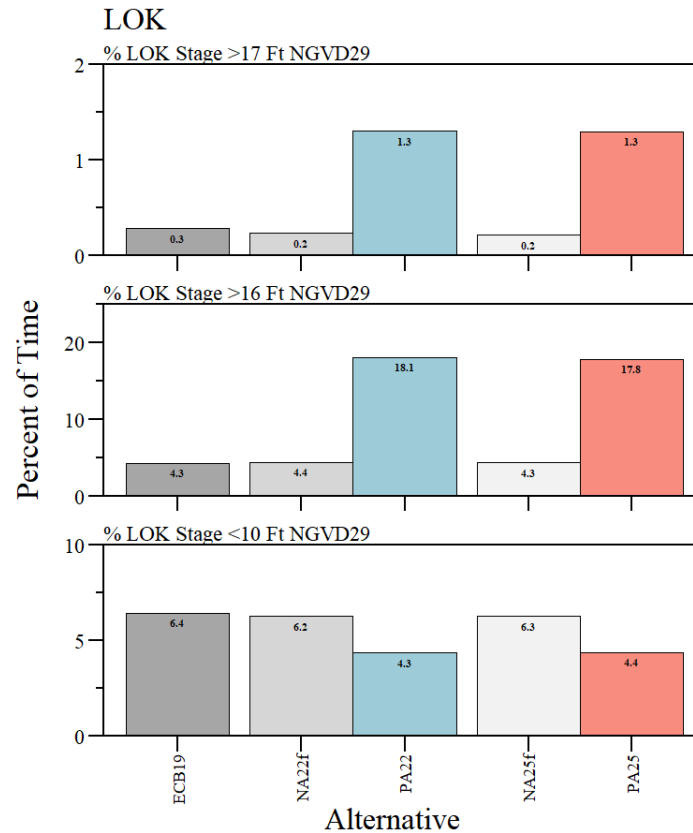 LOK
% LOK Stage >17 Ft NGVD29
2
1
0
0.3
0.2
1.3
0.2
1.3
% LOK Stage >16 Ft NGVD29
20
10
0
4.3
4.4
18.1
4.3
17.8
% LOK Stage <10 Ft NGVD29
10
5
0
6.4
6.2
4.3
6.3
4.4
Percent of Time
ECB19
NA22f
PA22
NA25f
PA25
Alternative